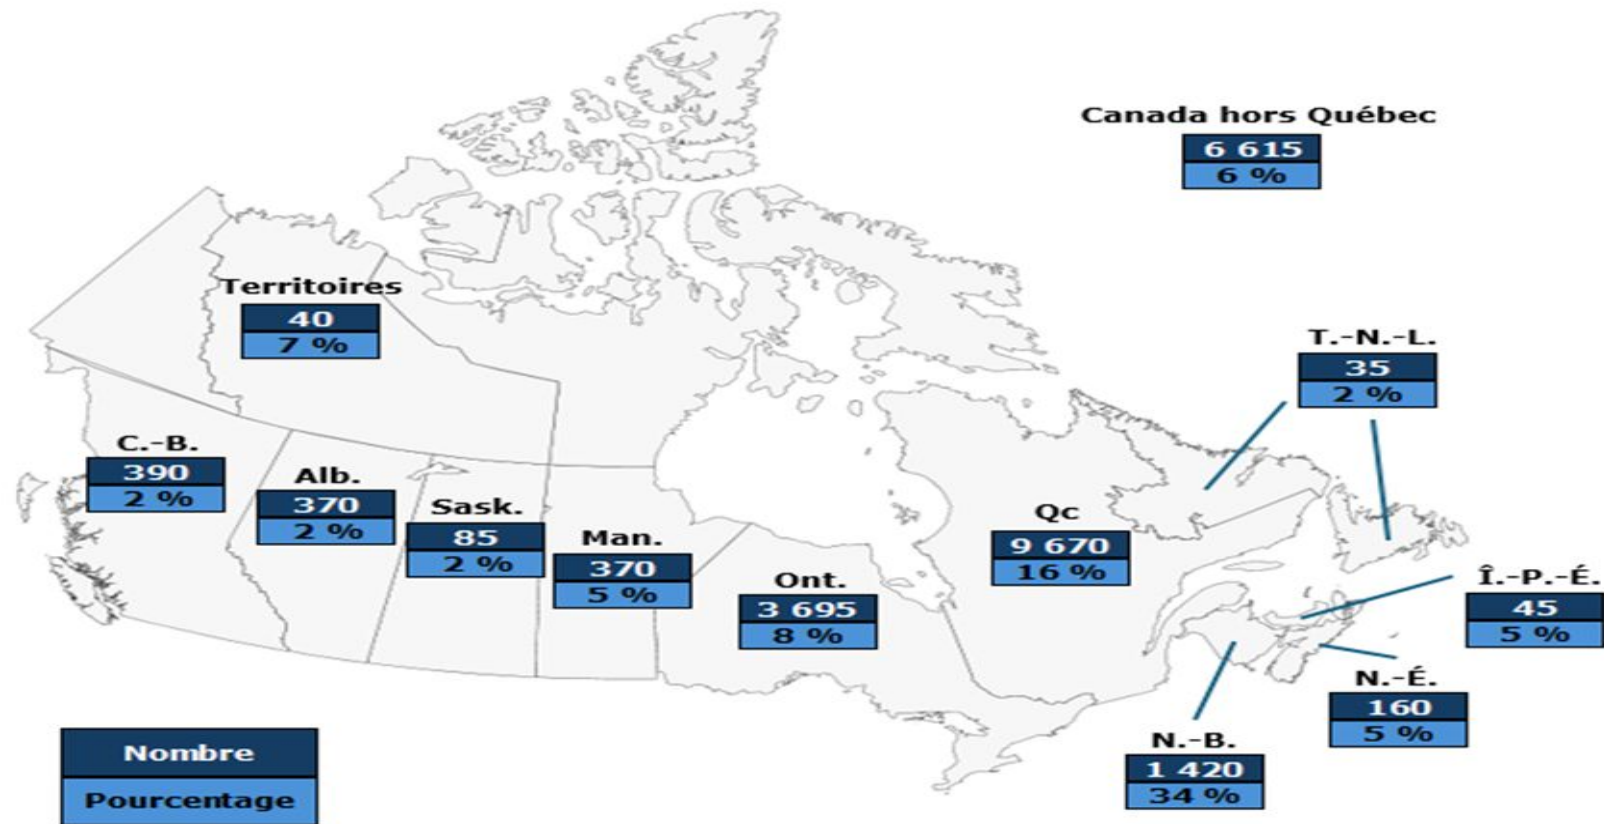 Canada hors Québec
6 615
6 %
Territoires
40
7 %
T.-N.-L.
35
2 %
C.-B.
390
2 %
Alb.
370
2 %
Sask.
85
2 %
Man.
370
5 %
Ont.
3 695
8 %
Qc
9 670
16 %
Î.-P.-É.
45
5 %
N.-É.
160
5 %
N.-B.
1 420
34 %
Nombre
Pourcentage